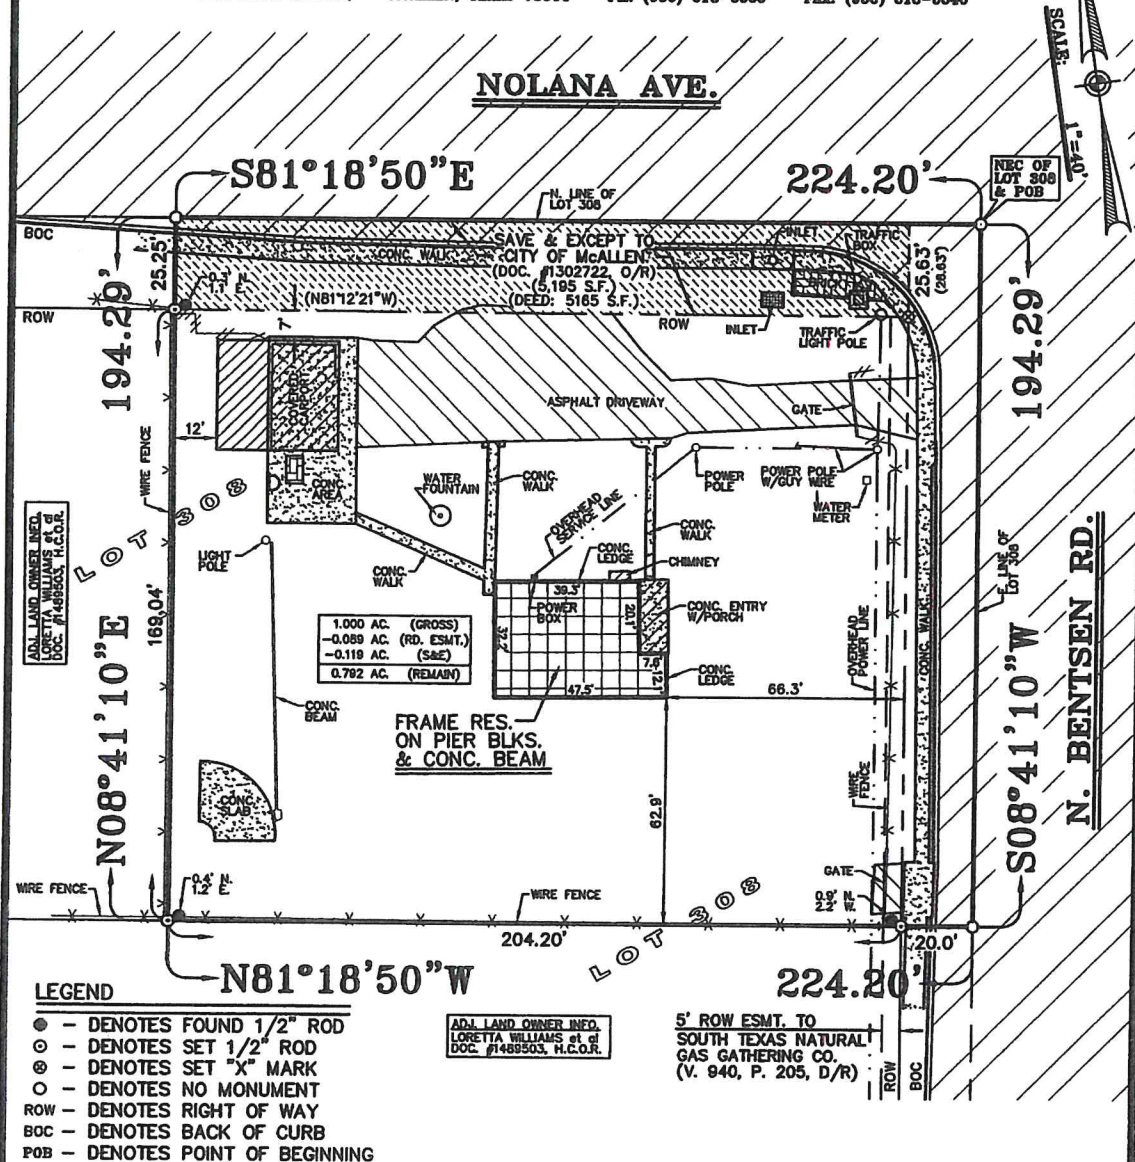 NOLANA AVE.
SCALE:
1"=40'
S81°18'50"E
224.20'
NEC OF
LOT 308
& POB
N. LINE OF
LOT 308
BOC
25.25'
CONC. WALK
SAVE & EXCEPT TO
CITY OF McALLEN
(DOC. #1302722, O/R)
(5,195 S.F.)
(DEED: 5165 S.F.)
INLET
TRAFFIC
BOX
BRICK
25.63'
194.29'
0.3' N.
1.1' E.
(N81°12'21"W)
ROW
7'
ROW
INLET
TRAFFIC
LIGHT POLE
194.29'
COVERED
CARPORT
ASPHALT DRIVEWAY
GATE
12'
WIRE FENCE
CONC.
AREA
WATER
FOUNTAIN
CONC.
WALK
POWER
POLE
POWER POLE
W/GUY WIRE
WATER
METER
OVERHEAD
SERVICE LINE
CONC.
WALK
ADJ. LAND OWNER INFO.
LORETTA WILLIAMS et al
DOC. #1489503, H.C.O.R.
LOT 308
LIGHT
POLE
CONC.
WALK
CONC.
LEDGE
CHIMNEY
E. LINE OF
LOT 308
N. BENTSEN RD.
169.04'
39.3'
POWER
BOX
20.1'
CONC. ENTRY
W/PORCH
1.000 AC. (GROSS)
-0.089 AC. (RD. ESMT.)
-0.119 AC. (S&E)
0.792 AC. (REMAIN)
32.2'
7.6'
12.1'
CONC.
LEDGE
47.5'
66.3'
OVERHEAD
POWER LINE
CONC. WALK
CONC.
BEAM
FRAME RES.
ON PIER BLKS.
& CONC. BEAM
N08°41'10"E
S08°41'10"W
CONC.
SLAB
62.9'
WIRE
FENCE
WIRE FENCE
0.4' N.
1.2' E.
WIRE FENCE
GATE
0.9' N.
2.2' W.
204.20'
LOT 308
20.0'
N81°18'50"W
224.20'
LEGEND
- DENOTES FOUND 1/2" ROD
- DENOTES SET 1/2" ROD
- DENOTES SET "X" MARK
- DENOTES NO MONUMENT
ROW - DENOTES RIGHT OF WAY
BOC - DENOTES BACK OF CURB
POB - DENOTES POINT OF BEGINNING
ADJ. LAND OWNER INFO.
LORETTA WILLIAMS et al
DOC. #1489503, H.C.O.R.
5' ROW ESMT. TO
SOUTH TEXAS NATURAL
GAS GATHERING CO.
(V. 940, P. 205, D/R)
ROW
BOC